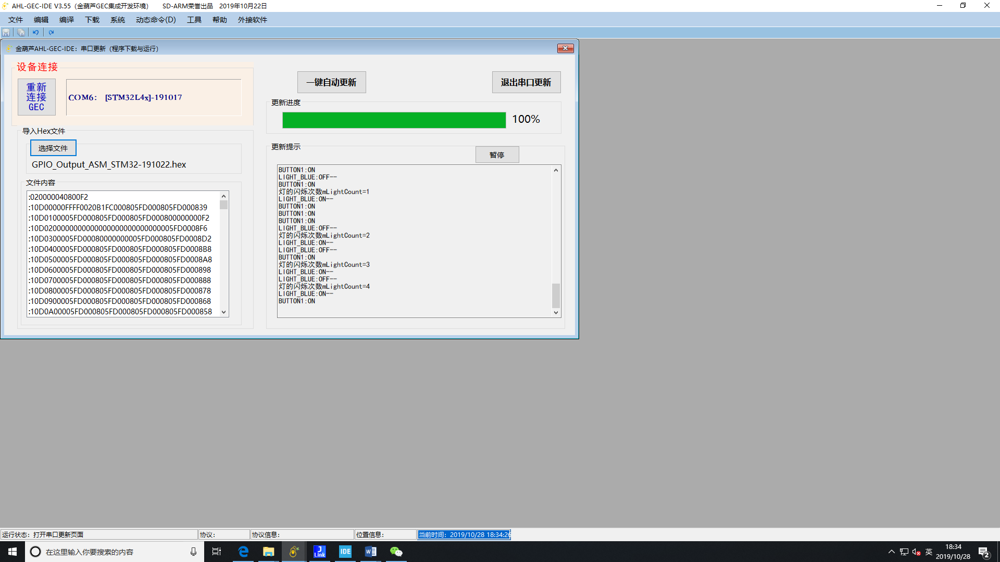 AHL-GEC-IDE V3.55（金葫芦GEC集成开发环境） SD-ARM荣誉出品 2019年10月22日
文件 编辑 编译 下载 系统 动态命令(D) 工具 帮助 外接软件
金葫芦AHL-GEC-IDE：串口更新（程序下载与运行）
设备连接
重新
连接
GEC
COM6： [STM32L4x]-191017
导入Hex文件
选择文件
GPIO_Output_ASM_STM32-191022.hex
文件内容
:020000040800F2
:10D00000FFFF0020B1FC000805FD000805FD000839
:10D0100005FD000805FD000805FD000800000000F2
:10D0200000000000000000000000000005FD0008F6
:10D0300005FD00080000000005FD000805FD0008D2
:10D0400005FD000805FD000805FD000805FD0008B8
:10D0500005FD000805FD000805FD000805FD0008A8
:10D0600005FD000805FD000805FD000805FD000898
:10D0700005FD000805FD000805FD000805FD000888
:10D0800005FD000805FD000805FD000805FD000878
:10D0900005FD000805FD000805FD000805FD000868
:10D0A00005FD000805FD000805FD000805FD000858
一键自动更新
退出串口更新
更新进度
100%
更新提示
暂停
BUTTON1:ON
LIGHT_BLUE:OFF--
BUTTON1:ON
灯的闪烁次数mLightCount=1
LIGHT_BLUE:ON--
BUTTON1:ON
BUTTON1:ON
BUTTON1:ON
LIGHT_BLUE:OFF--
灯的闪烁次数mLightCount=2
LIGHT_BLUE:ON--
LIGHT_BLUE:OFF--
BUTTON1:ON
灯的闪烁次数mLightCount=3
LIGHT_BLUE:ON--
LIGHT_BLUE:OFF--
灯的闪烁次数mLightCount=4
LIGHT_BLUE:ON--
BUTTON1:ON
运行状态：打开串口更新页面 协议： 协议信息： 位置信息： 当前时间：2019/10/28 18:34:26
在这里输入你要搜索的内容
J
Link
IDE
英
18:34
2019/10/28
2